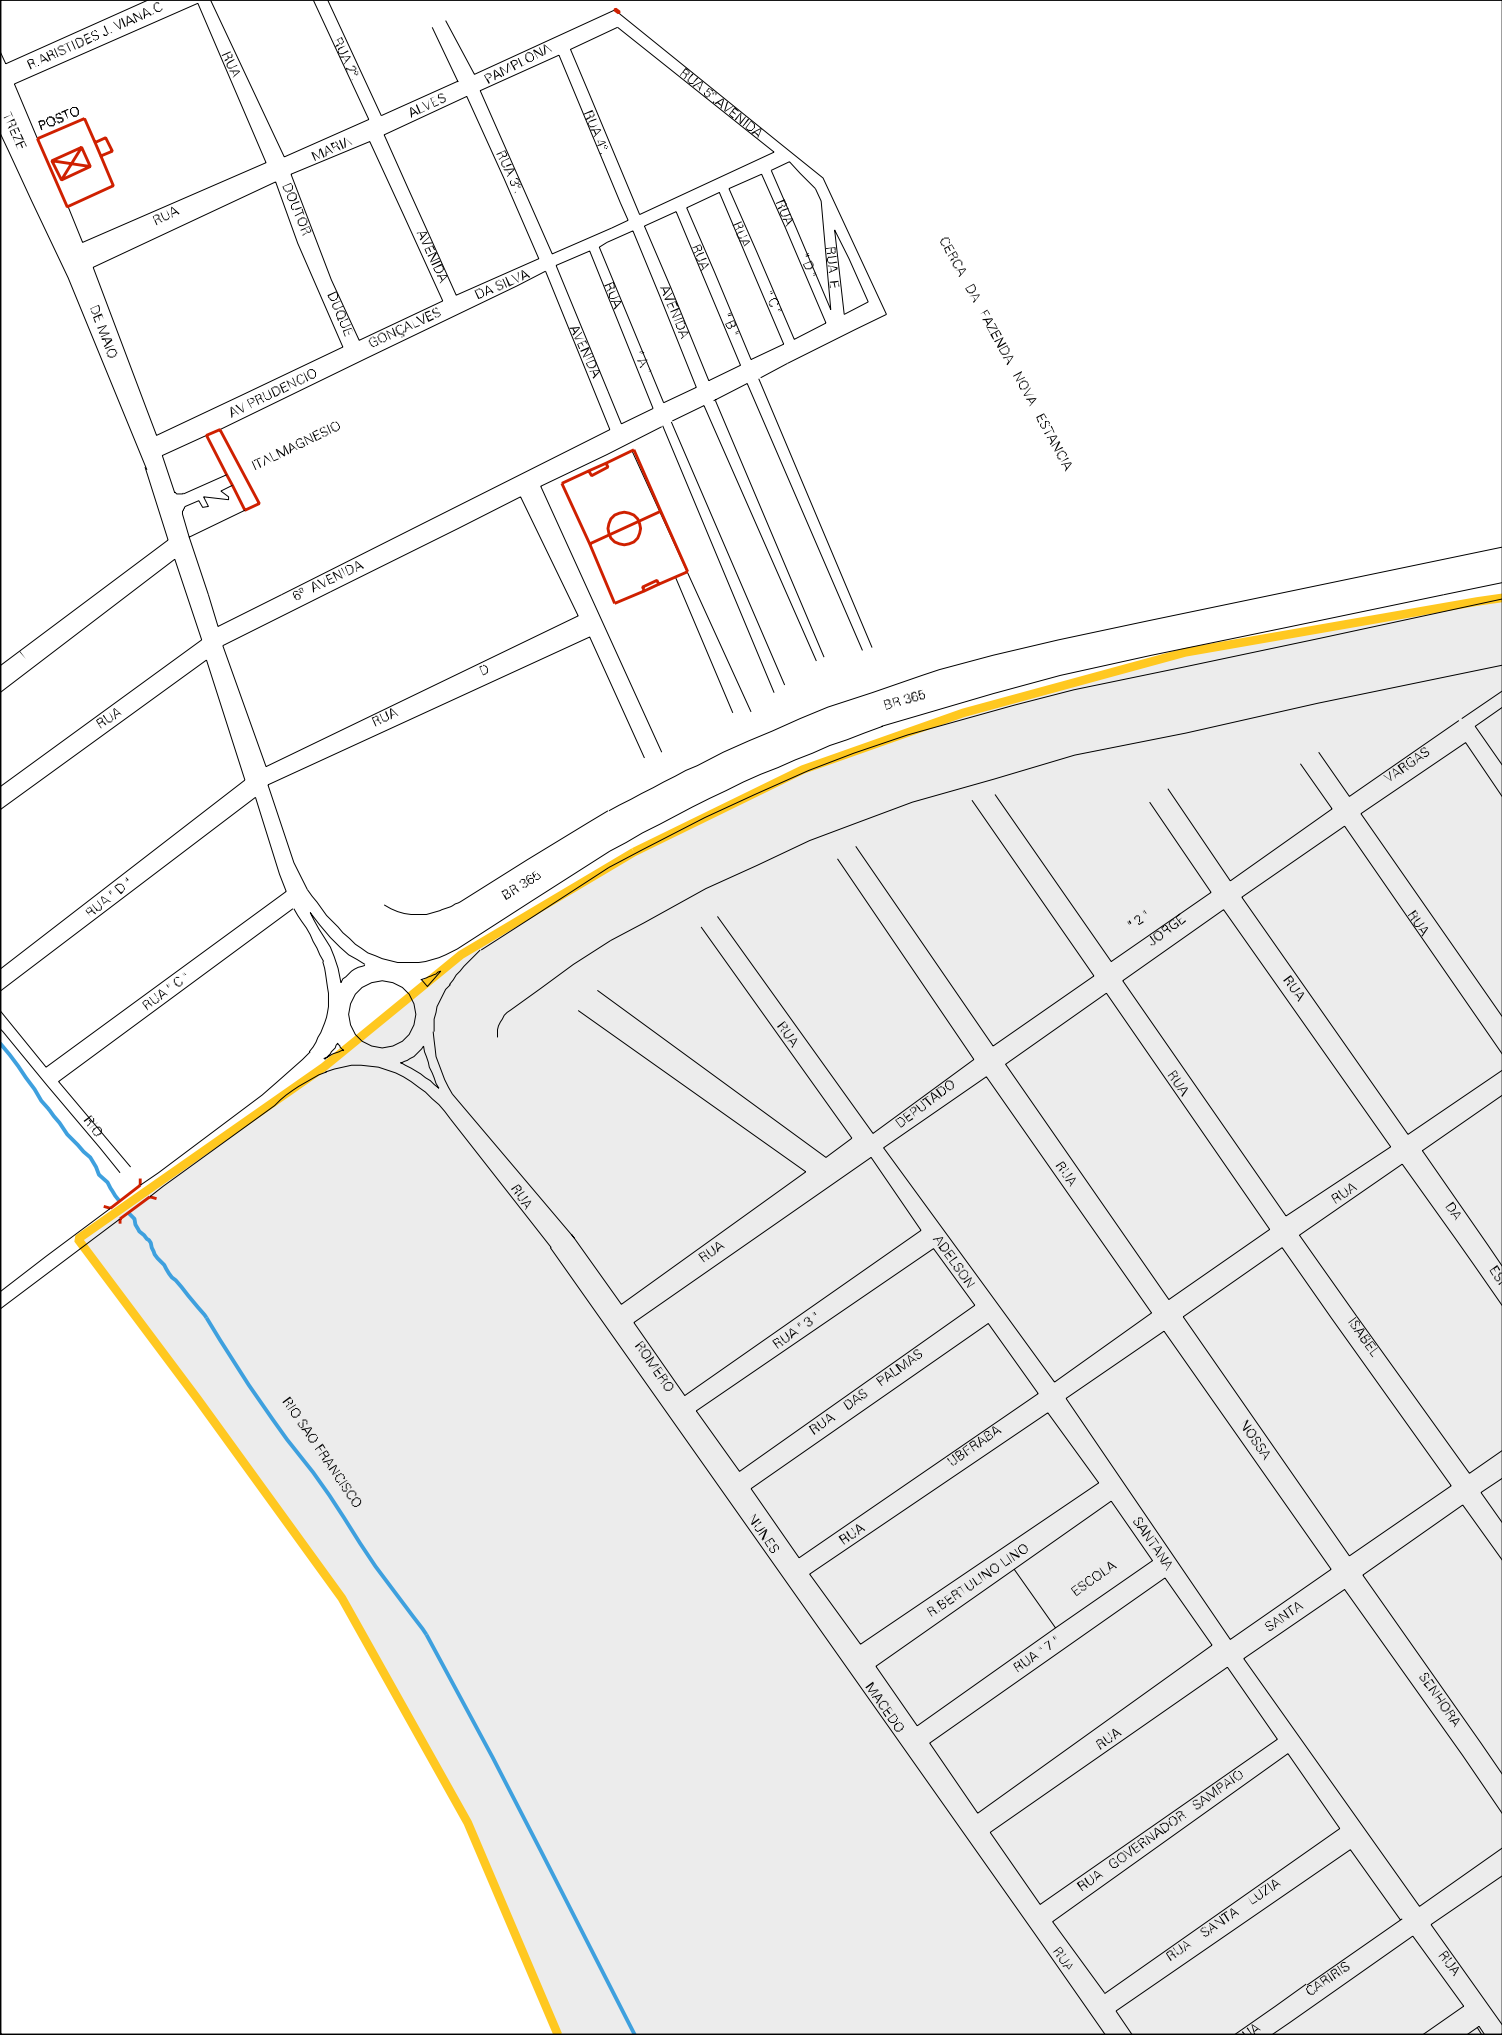 R.ARISTIDES J. VIANA.C
RUA
RUA 2º
PAMPLONA
RUA 5ª AVENIDA
TREZE
POSTO
ALVES
RUA 4º
MARIA
RUA 3º.
RUA
DOUTOR
AVENIDA
RUA
RUA
RUA
RUA E
"D"
CERCA DA FAZENDA NOVA ESTANCIA
DE MAIO
DUQUE
DA SILVA
GONÇALVES
RUA
AVENIDA
"B"
"C"
AVENIDA
"A
AV PRUDENCIO
ITALMAGNESIO
6ª AVENIDA
RUA
D
RUA
BR 365
BR 365
RUA "D"
RUA "C"
RIO SAO FRANCISCO
VARGAS
"2"
JORGE
RUA
RUA
RUA
RUA
DEPUTADO
RUA
RUA
RUA
DA
RUA
ADELSON
RUA "3"
ROMERO
RUA DAS PALMAS
ISABEL
UBERABA
RUA
NOSSA
NUNES
SANTANA
R.BERTULINO LINO
ESCOLA
RUA "7"
SANTA
MACEDO
SENHORA
RUA
RUA GOVERNADOR SAMPAIO
RUA SANTA LUZIA
RUA
CARIRIS
RUA